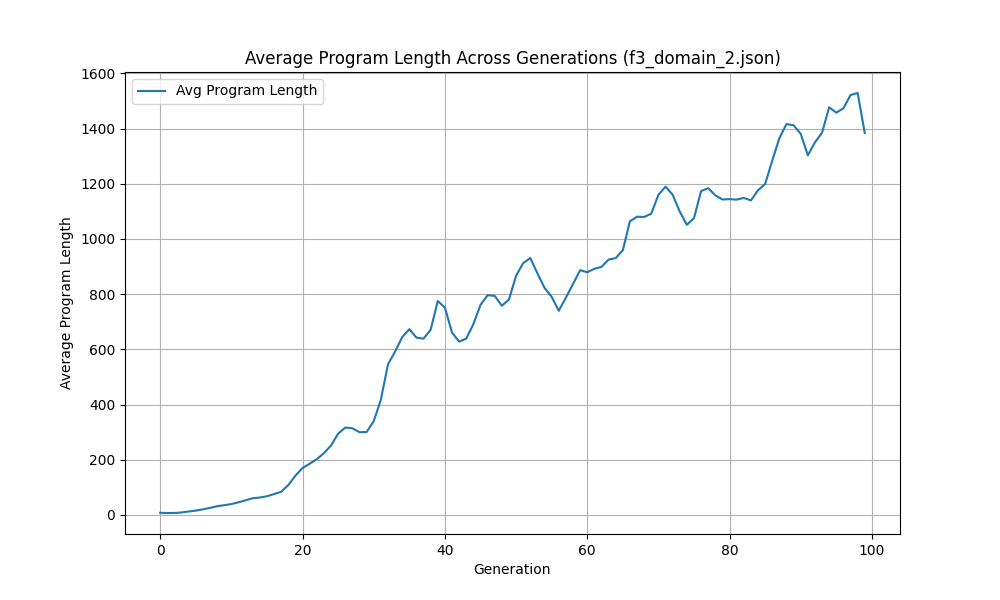 Average Program Length Across Generations (f3_domain_2.json)
Avg Program Length
1600
1400
1200
1000
800
600
400
200
0
Average Program Length
0 20 40 60 80 100
Generation